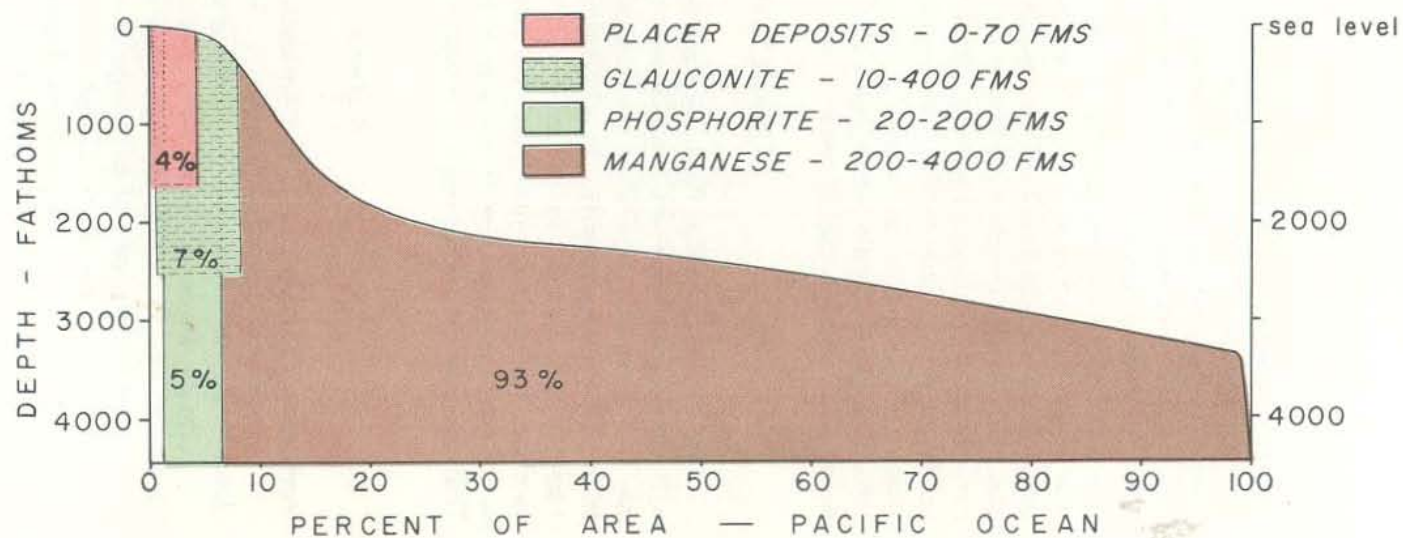 0
1000
2000
3000
4000
DEPTH - FATHOMS
PLACER DEPOSITS - 0-70 FMS
GLAUCONITE - 10-400 FMS
PHOSPHORITE - 20-200 FMS
MANGANESE - 200-4000 FMS
sea level
2000
4000
4%
7%
5%
93%
0 10 20 30 40 50 60 70 80 90 100
PERCENT OF AREA — PACIFIC OCEAN